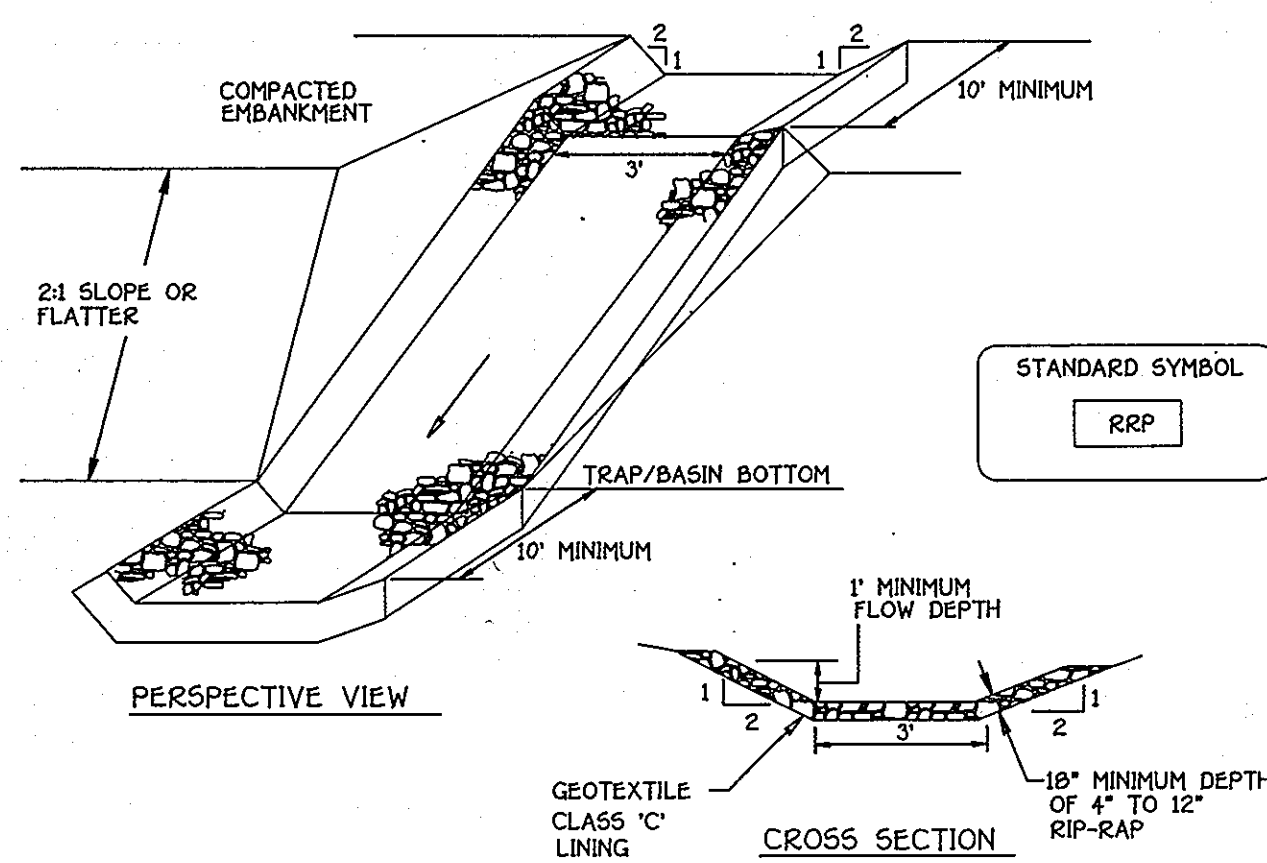 2
1
1
2
COMPACTED
EMBANKMENT
10' MINIMUM
3'
2:1 SLOPE OR
FLATTER
STANDARD SYMBOL
RRP
TRAP/BASIN BOTTOM
10' MINIMUM
1' MINIMUM
FLOW DEPTH
PERSPECTIVE VIEW
1
2
3'
1
2
GEOTEXTILE
CLASS 'C'
LINING
18" MINIMUM DEPTH
OF 4" TO 12"
RIP-RAP
CROSS SECTION